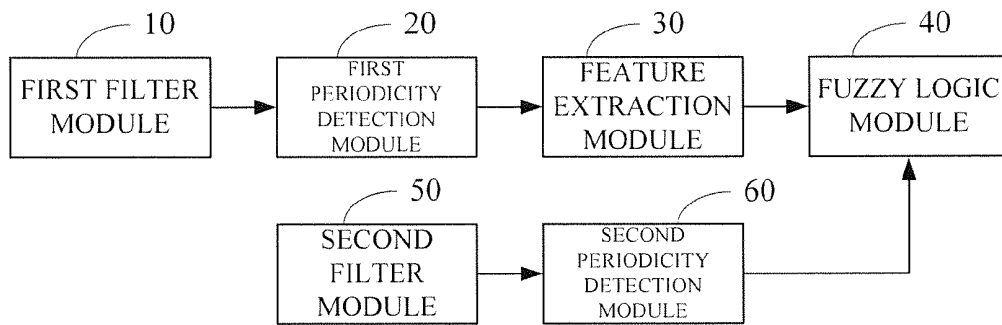 10
20
30
40
FIRST FILTER
MODULE
FIRST
PERIODICITY
DETECTION
MODULE
FEATURE
EXTRACTION
MODULE
FUZZY LOGIC
MODULE
50
60
SECOND
FILTER
MODULE
SECOND
PERIODICITY
DETECTION
MODULE